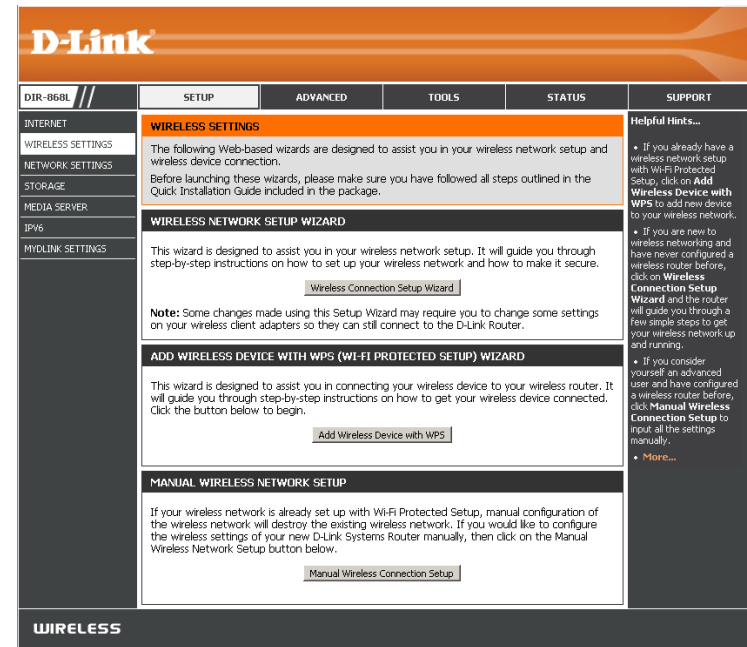 D-Link
DIR-868L
SETUP
ADVANCED
TOOLS
STATUS
SUPPORT
INTERNET
WIRELESS SETTINGS
NETWORK SETTINGS
STORAGE
MEDIA SERVER
IPV6
MYDLINK SETTINGS
WIRELESS SETTINGS
The following Web-based wizards are designed to assist you in your wireless network setup and
wireless device connection.
Before launching these wizards, please make sure you have followed all steps outlined in the
Quick Installation Guide included in the package.
WIRELESS NETWORK SETUP WIZARD
This wizard is designed to assist you in your wireless network setup. It will guide you through
step-by-step instructions on how to set up your wireless network and how to make it secure.
Wireless Connection Setup Wizard
Note: Some changes made using this Setup Wizard may require you to change some settings
on your wireless client adapters so they can still connect to the D-Link Router.
ADD WIRELESS DEVICE WITH WPS (WI-FI PROTECTED SETUP) WIZARD
This wizard is designed to assist you in connecting your wireless device to your wireless router. It
will guide you through step-by-step instructions on how to get your wireless device connected.
Click the button below to begin.
Add Wireless Device with WPS
MANUAL WIRELESS NETWORK SETUP
If your wireless network is already set up with Wi-Fi Protected Setup, manual configuration of
the wireless network will destroy the existing wireless network. If you would like to configure
the wireless settings of your new D-Link Systems Router manually, then click on the Manual
Wireless Network Setup button below.
Manual Wireless Connection Setup
Helpful Hints...
• If you already have a
wireless network setup
with Wi-Fi Protected
Setup, click on Add
Wireless Device with
WPS to add new device
to your wireless network.
• If you are new to
wireless networking and
have never configured a
wireless router before,
click on Wireless
Connection Setup
Wizard and the router
will guide you through a
few simple steps to get
your wireless network up
and running.
• If you consider
yourself an advanced
user and have configured
a wireless router before,
click Manual Wireless
Connection Setup to
input all the settings
manually.
• More...
WIRELESS